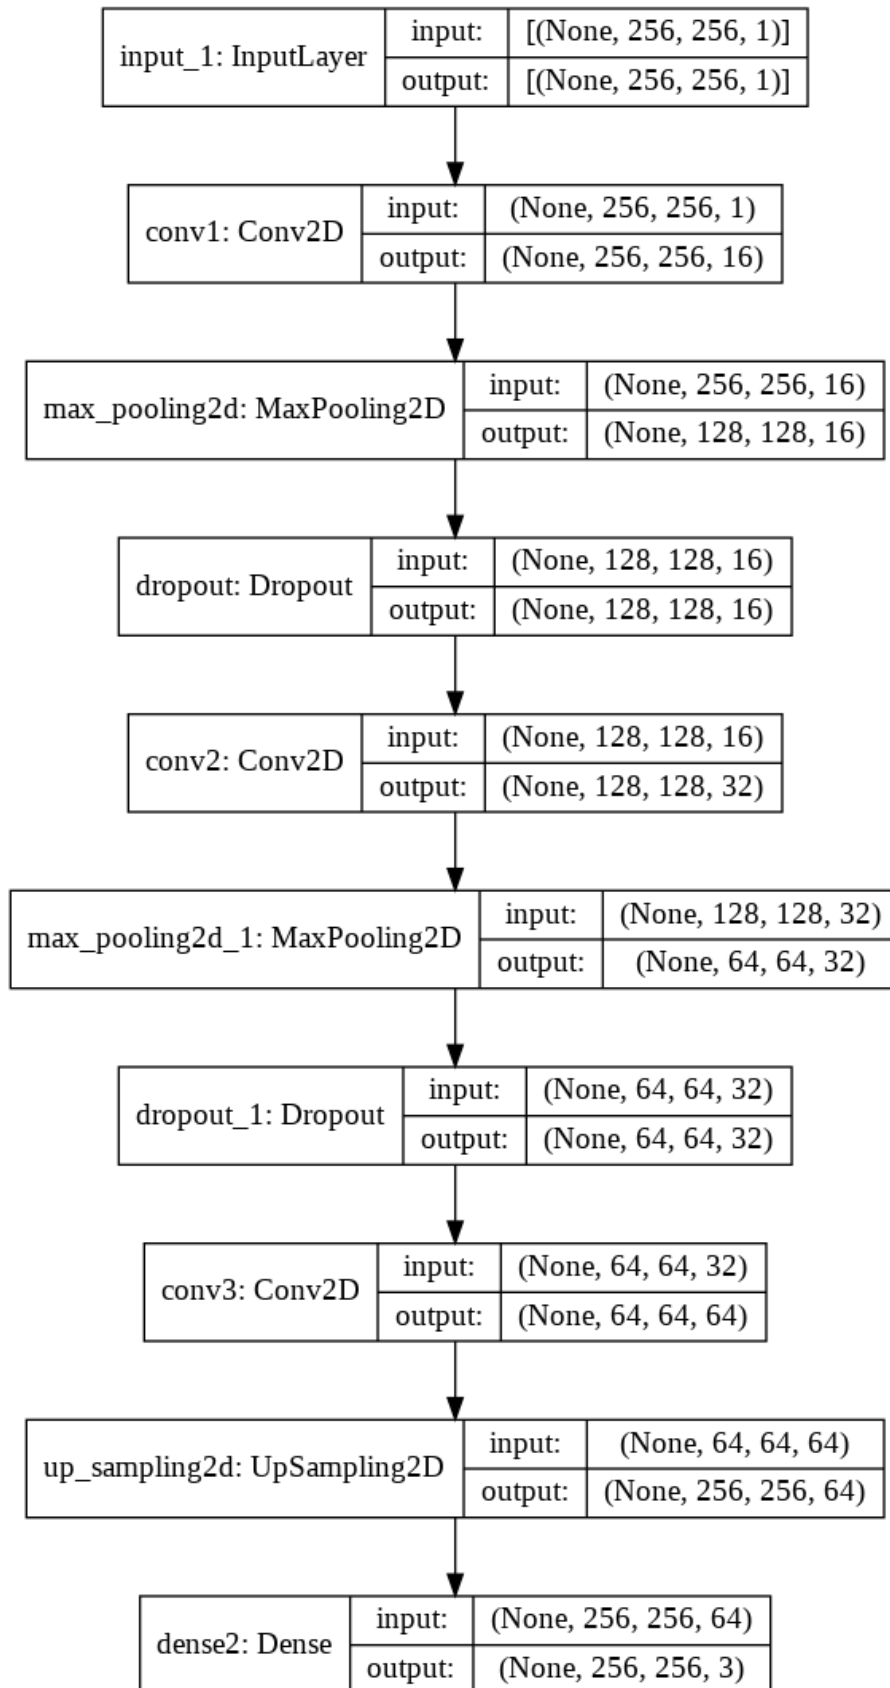 input_1: InputLayer
input: [(None, 256, 256, 1)]
output: [(None, 256, 256, 1)]
conv1: Conv2D
input: (None, 256, 256, 1)
output: (None, 256, 256, 16)
max_pooling2d: MaxPooling2D
input: (None, 256, 256, 16)
output: (None, 128, 128, 16)
dropout: Dropout
input: (None, 128, 128, 16)
output: (None, 128, 128, 16)
conv2: Conv2D
input: (None, 128, 128, 16)
output: (None, 128, 128, 32)
max_pooling2d_1: MaxPooling2D
input: (None, 128, 128, 32)
output: (None, 64, 64, 32)
dropout_1: Dropout
input: (None, 64, 64, 32)
output: (None, 64, 64, 32)
conv3: Conv2D
input: (None, 64, 64, 32)
output: (None, 64, 64, 64)
up_sampling2d: UpSampling2D
input: (None, 64, 64, 64)
output: (None, 256, 256, 64)
dense2: Dense
input: (None, 256, 256, 64)
output: (None, 256, 256, 3)